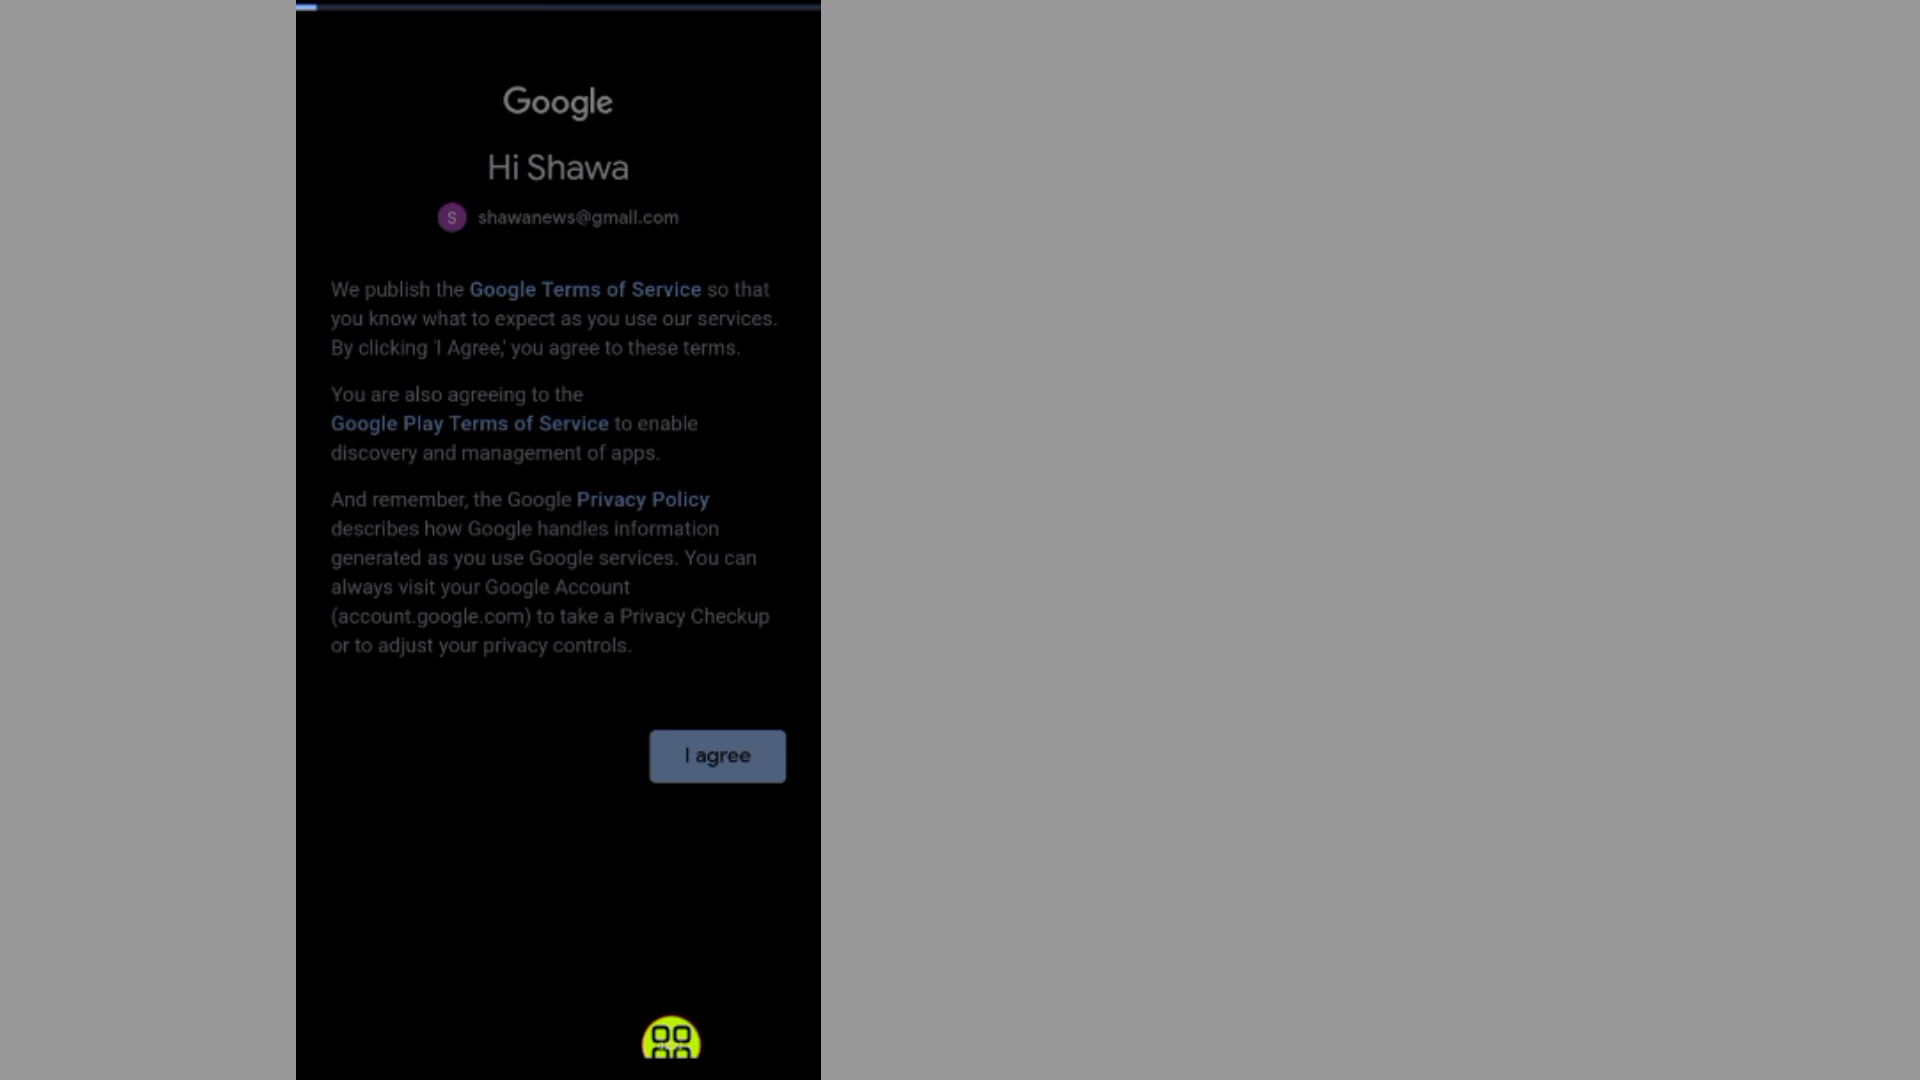 Google
Hi Shawa
S shawanews@gmail.com
We publish the Google Terms of Service so that
you know what to expect as you use our services.
By clicking 'I Agree,' you agree to these terms.
You are also agreeing to the
Google Play Terms of Service to enable
discovery and management of apps.
And remember, the Google Privacy Policy
describes how Google handles information
generated as you use Google services. You can
always visit your Google Account
(account.google.com) to take a Privacy Checkup
or to adjust your privacy controls.
I agree